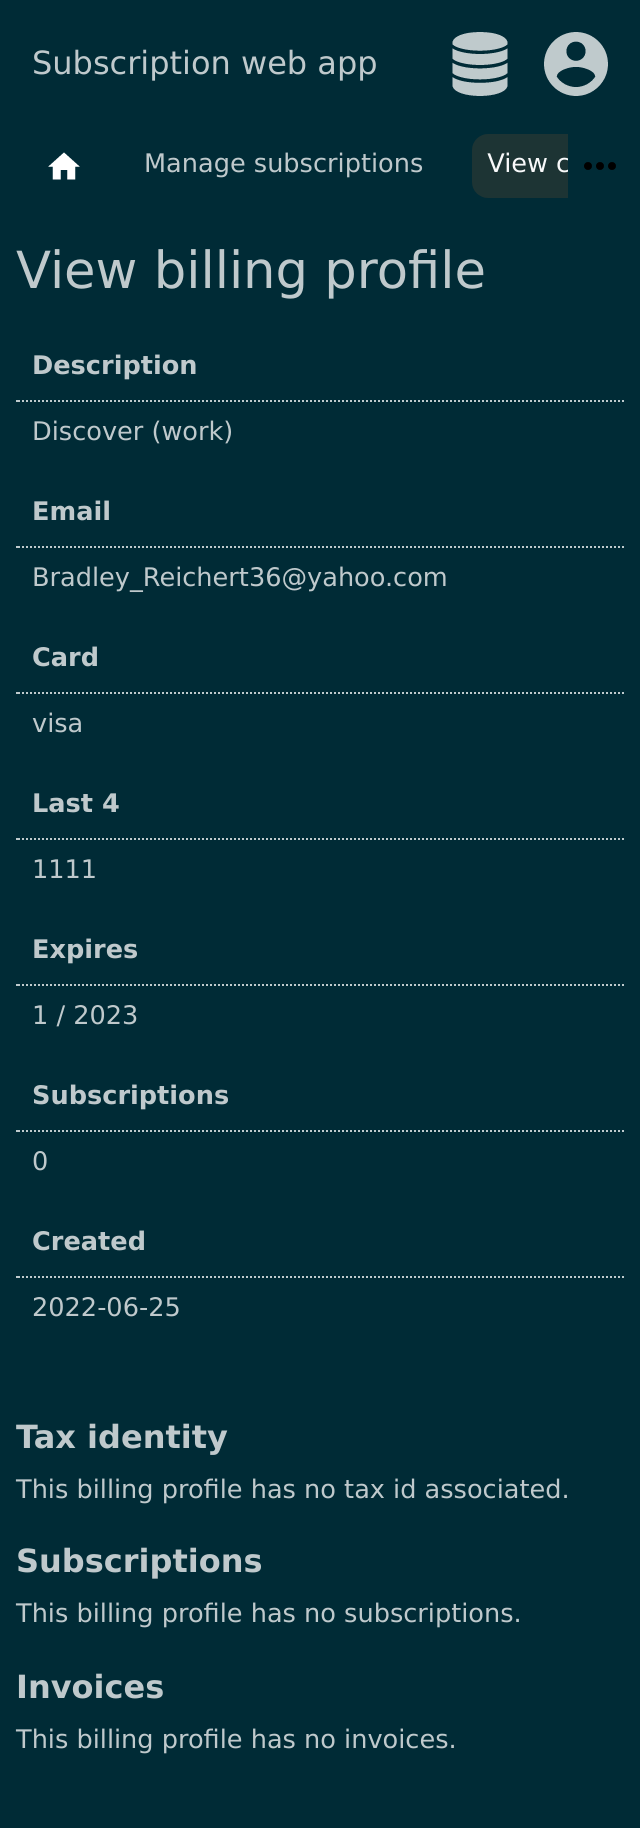 Subscription web app
Manage subscriptions
View c
View billing profile
Description
Discover (work)
Email
Bradley_Reichert36@yahoo.com
Card
visa
Last 4
1111
Expires
1 / 2023
Subscriptions
0
Created
2022-06-25
Tax identity
This billing profile has no tax id associated.
Subscriptions
This billing profile has no subscriptions.
Invoices
This billing profile has no invoices.